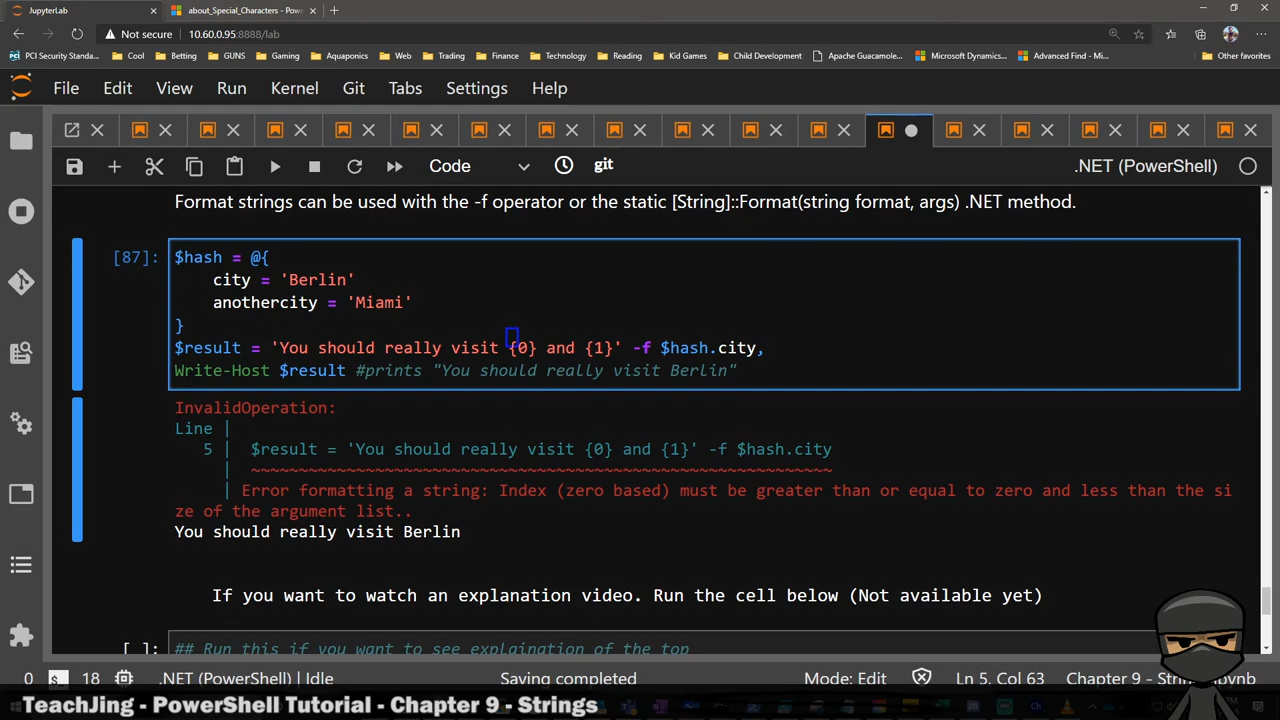 JupyterLab
about_Special_Characters - Powe
Not secure
10.60.0.95:8888/lab
PCI Security Standa...
Cool
Betting
GUNS
Gaming
Aquaponics
Web
Trading
Finance
Technology
Reading
Kid Games
Child Development
Apache Guacamole...
Microsoft Dynamics...
Advanced Find - Mi...
Other favorites
File
Edit
View
Run
Kernel
Git
Tabs
Settings
Help
Code
git
.NET (PowerShell)
Format strings can be used with the -f operator or the static [String]::Format(string format, args) .NET method.
[87]:
$hash = @{
city = 'Berlin'
anothercity = 'Miami'
}
$result = 'You should really visit {0} and {1}' -f $hash.city,
Write-Host $result #prints "You should really visit Berlin"
InvalidOperation:
Line |
5 | $result = 'You should really visit {0} and {1}' -f $hash.city
| ~~~~~~~~~~~~~~~~~~~~~~~~~~~~~~~~~~~~~~~~~~~~~~~~~~~~~~~~~~~~~
| Error formatting a string: Index (zero based) must be greater than or equal to zero and less than the si
ze of the argument list..
You should really visit Berlin
If you want to watch an explanation video. Run the cell below (Not available yet)
[ ]:
## Run this if you want to see explaination of the top
0
$_
18
.NET (PowerShell) | Idle
Saving completed
Mode: Edit
Ln 5, Col 63
Chapter 9 - Strings.ipynb
TeachJing - PowerShell Tutorial - Chapter 9 - Strings